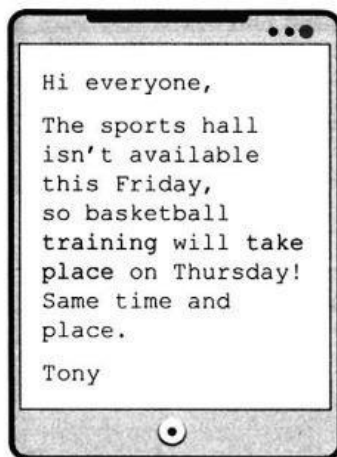 Hi everyone,
The sports hall
isn't available
this Friday,
so basketball
training will take
place on Thursday!
Same time and
place.
Tony